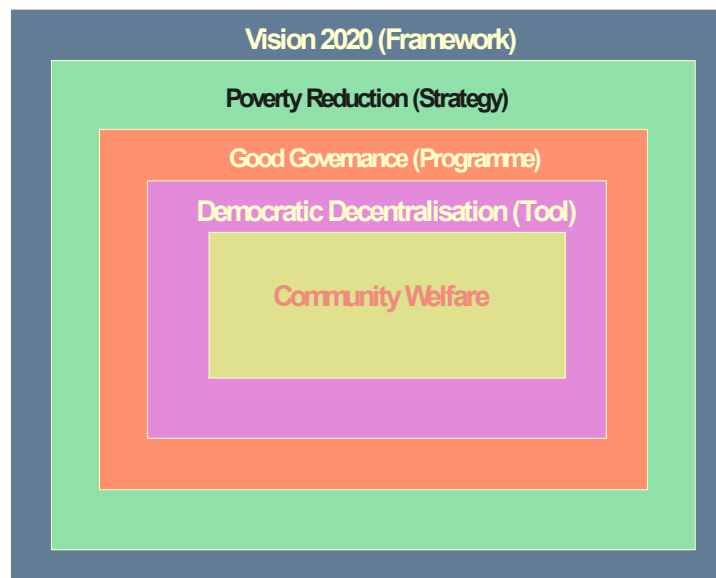 Vision 2020 (Framework)
Poverty Reduction (Strategy)
Good Governance (Programme)
Democratic Decentralisation (Tool)
Community Welfare